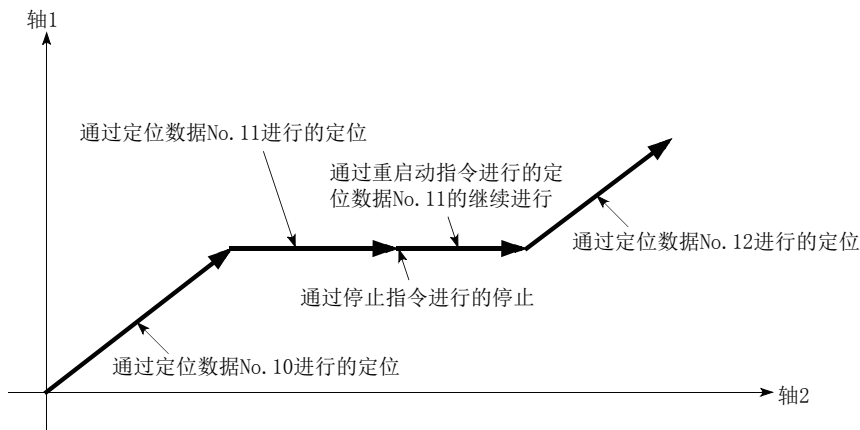 轴1
通过定位数据No.11进行的定位
通过重启动指令进行的定
位数据No.11的继续进行
通过定位数据No.12进行的定位
通过停止指令进行的停止
通过定位数据No.10进行的定位
轴2